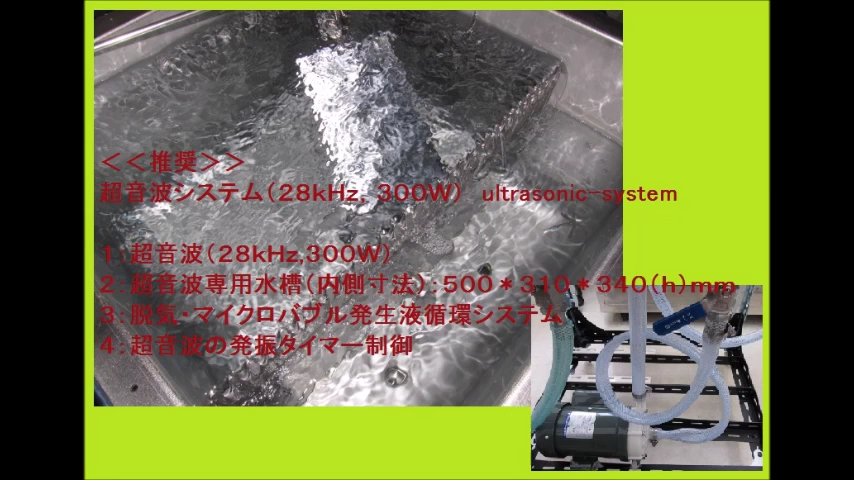 ＜＜推奨＞＞
超音波システム（28kHz, 300W） ultrasonic-system
1：超音波（28kHz,300W）
2：超音波専用水槽（内側寸法）：500＊310＊340（h）mm
3：脱気・マイクロバブル発生液循環システム
4：超音波の発振タイマー制御